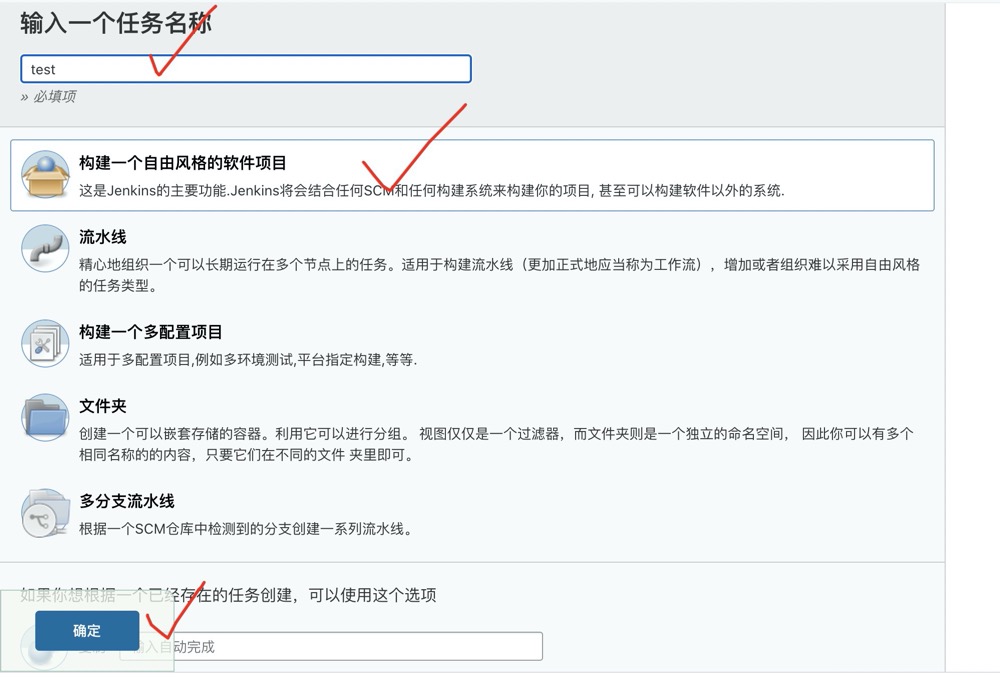 输入一个任务名称
test
» 必填项
构建一个自由风格的软件项目
这是Jenkins的主要功能.Jenkins将会结合任何SCM和任何构建系统来构建你的项目, 甚至可以构建软件以外的系统.
流水线
精心地组织一个可以长期运行在多个节点上的任务。适用于构建流水线（更加正式地应当称为工作流），增加或者组织难以采用自由风格
的任务类型。
构建一个多配置项目
适用于多配置项目,例如多环境测试,平台指定构建,等等.
文件夹
创建一个可以嵌套存储的容器。利用它可以进行分组。 视图仅仅是一个过滤器，而文件夹则是一个独立的命名空间， 因此你可以有多个
相同名称的的内容，只要它们在不同的文件 夹里即可。
多分支流水线
根据一个SCM仓库中检测到的分支创建一系列流水线。
如果你想根据一个已经存在的任务创建，可以使用这个选项
确定
输入自动完成